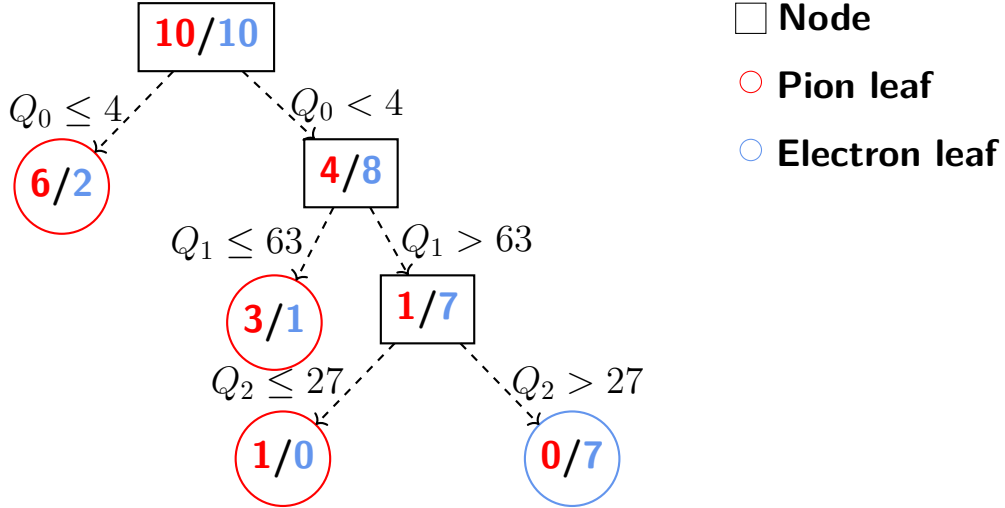 10/10
Node
Q₀ ≤ 4
Q₀ < 4
Pion leaf
6/2
4/8
Electron leaf
Q₁ ≤ 63
Q₁ > 63
3/1
1/7
Q₂ ≤ 27
Q₂ > 27
1/0
0/7